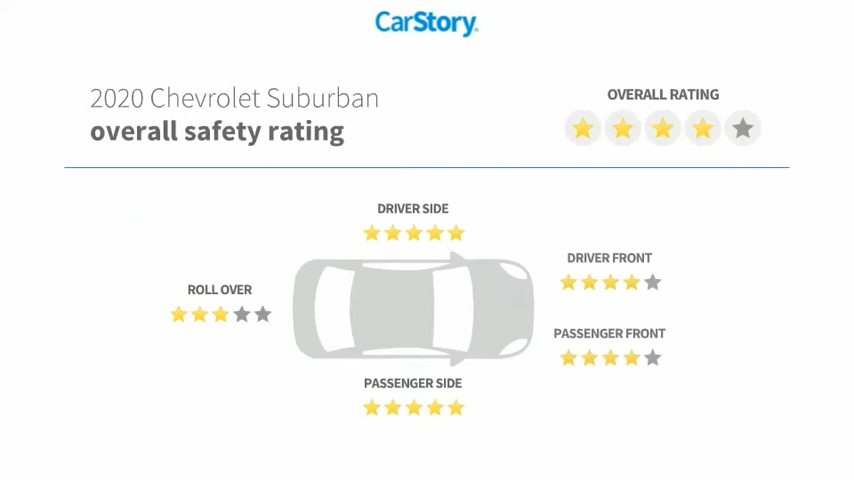 CarStory
2020 Chevrolet Suburban
overall safety rating
OVERALL RATING
DRIVER SIDE
DRIVER FRONT
ROLL OVER
PASSENGER FRONT
PASSENGER SIDE